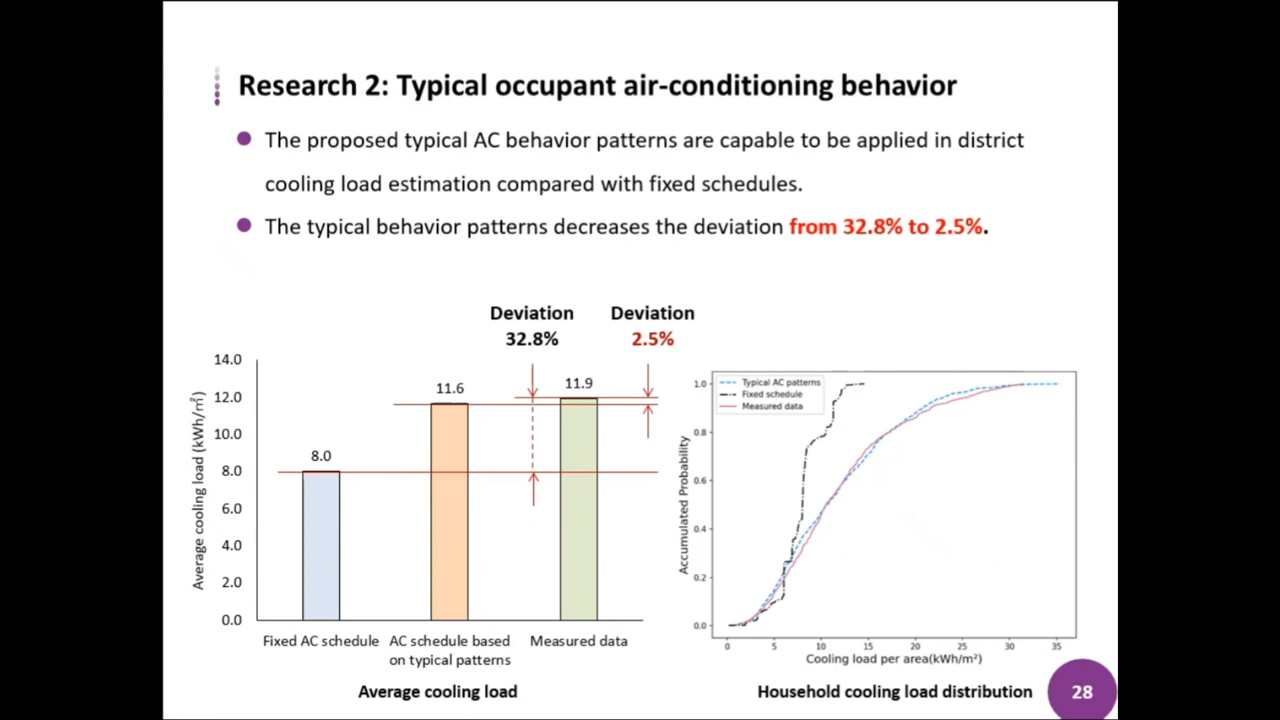 Research 2: Typical occupant air-conditioning behavior
The proposed typical AC behavior patterns are capable to be applied in district
cooling load estimation compared with fixed schedules.
The typical behavior patterns decreases the deviation from 32.8% to 2.5%.
Deviation
32.8%
Deviation
2.5%
Average cooling load (kWh/㎡)
14.0
12.0
10.0
8.0
6.0
4.0
2.0
0.0
8.0
11.6
11.9
Fixed AC schedule
AC schedule based
on typical patterns
Measured data
Average cooling load
Accumulated Probability
1.0
0.8
0.6
0.4
0.2
0.0
Typical AC patterns
Fixed schedule
Measured data
0 5 10 15 20 25 30 35
Cooling load per area(kWh/m²)
Household cooling load distribution
28